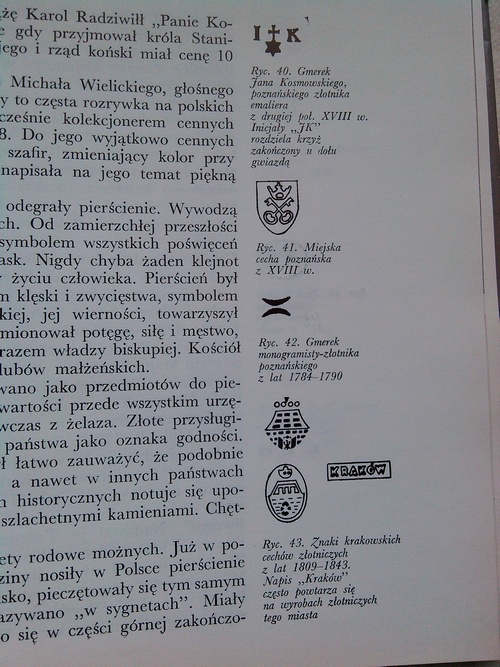 żę Karol Radziwiłł „Panie Ko-
e gdy przyjmował króla Stani-
jego i rząd koński miał cenę 10
Michała Wielickiego, głośnego
y to częsta rozrywka na polskich
cześnie kolekcjonerem cennych
8. Do jego wyjątkowo cennych
szafir, zmieniający kolor przy
napisała na jego temat piękną
odegrały pierścienie. Wywodzą
ch. Od zamierzchłej przeszłości
symbolem wszystkich poświęceń
ask. Nigdy chyba żaden klejnot
życiu człowieka. Pierścień był
m klęski i zwycięstwa, symbolem
kiej, jej wierności, towarzyszył
mionował potęgę, siłę i męstwo,
razem władzy biskupiej. Kościół
lubów małżeńskich.
wano jako przedmiotów do pie-
wartości przede wszystkim urzę-
wczas z żelaza. Złote przysługi-
państwa jako oznaka godności.
ł łatwo zauważyć, że podobnie
a nawet w innych państwach
h historycznych notuje się upo-
szlachetnymi kamieniami. Chęt-
ety rodowe możnych. Już w po-
ziny nosiły w Polsce pierścienie
sko, pieczętowały się tym samym
azywano „w sygnetach”. Miały
o się w części górnej zakończo-
I K
Ryc. 40. Gmerek
Jana Kosmowskiego,
poznańskiego złotnika
emaliera
z drugiej poł. XVIII w.
Inicjały „JK”
rozdziela krzyż
zakończony u dołu
gwiazdą
Ryc. 41. Miejska
cecha poznańska
z XVIII w.
Ryc. 42. Gmerek
monogramisty-złotnika
poznańskiego
z lat 1784–1790
KRAKÓW
Ryc. 43. Znaki krakowskich
cechów złotniczych
z lat 1809–1843.
Napis „Kraków”
często powtarza się
na wyrobach złotniczych
tego miasta